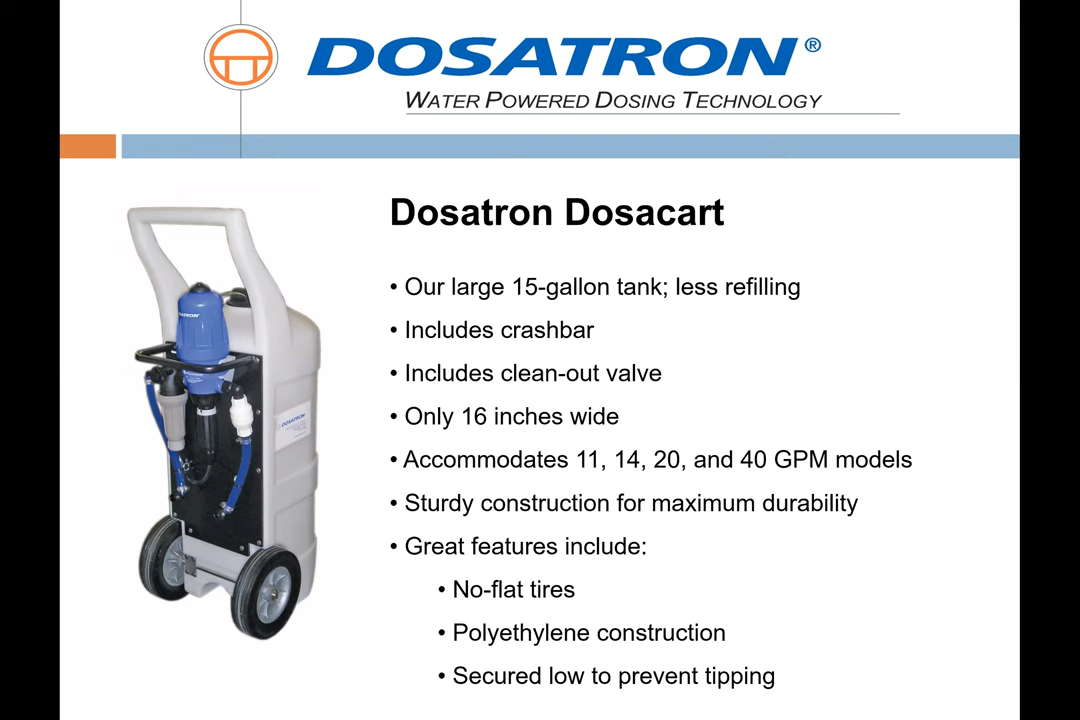 DOSATRON®
WATER POWERED DOSING TECHNOLOGY
Dosatron Dosacart
• Our large 15-gallon tank; less refilling
• Includes crashbar
• Includes clean-out valve
• Only 16 inches wide
• Accommodates 11, 14, 20, and 40 GPM models
• Sturdy construction for maximum durability
• Great features include:
• No-flat tires
• Polyethylene construction
• Secured low to prevent tipping
DOSATRON
DOSATRON